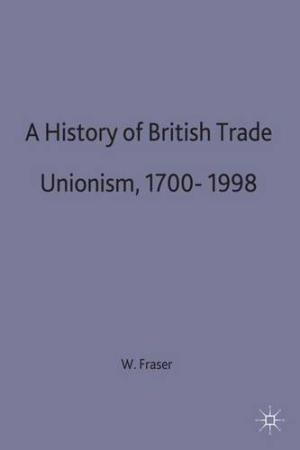 A History of British Trade
Unionism, 1700- 1998
W. Fraser